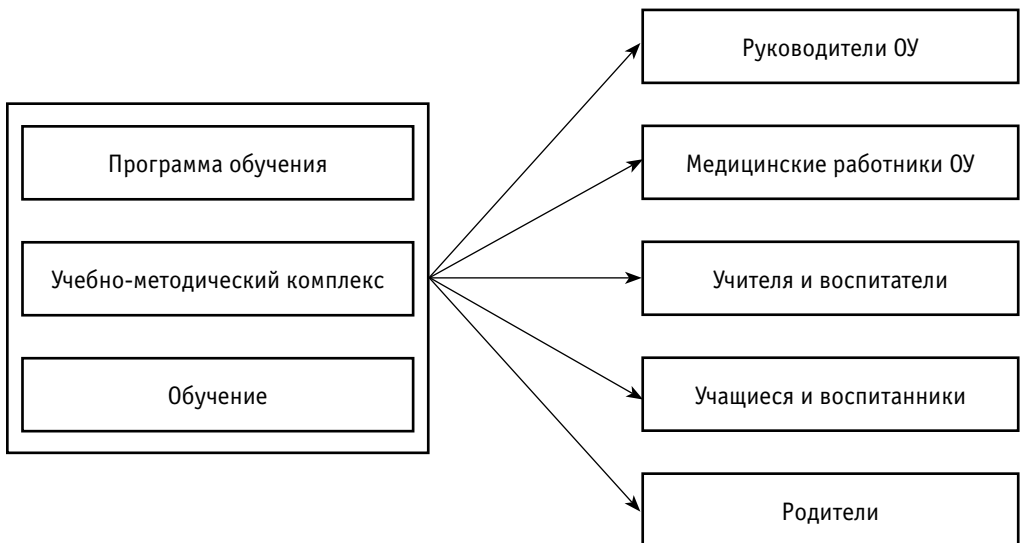 Программа обучения
Учебно-методический комплекс
Обучение
Руководители ОУ
Медицинские работники ОУ
Учителя и воспитатели
Учащиеся и воспитанники
Родители